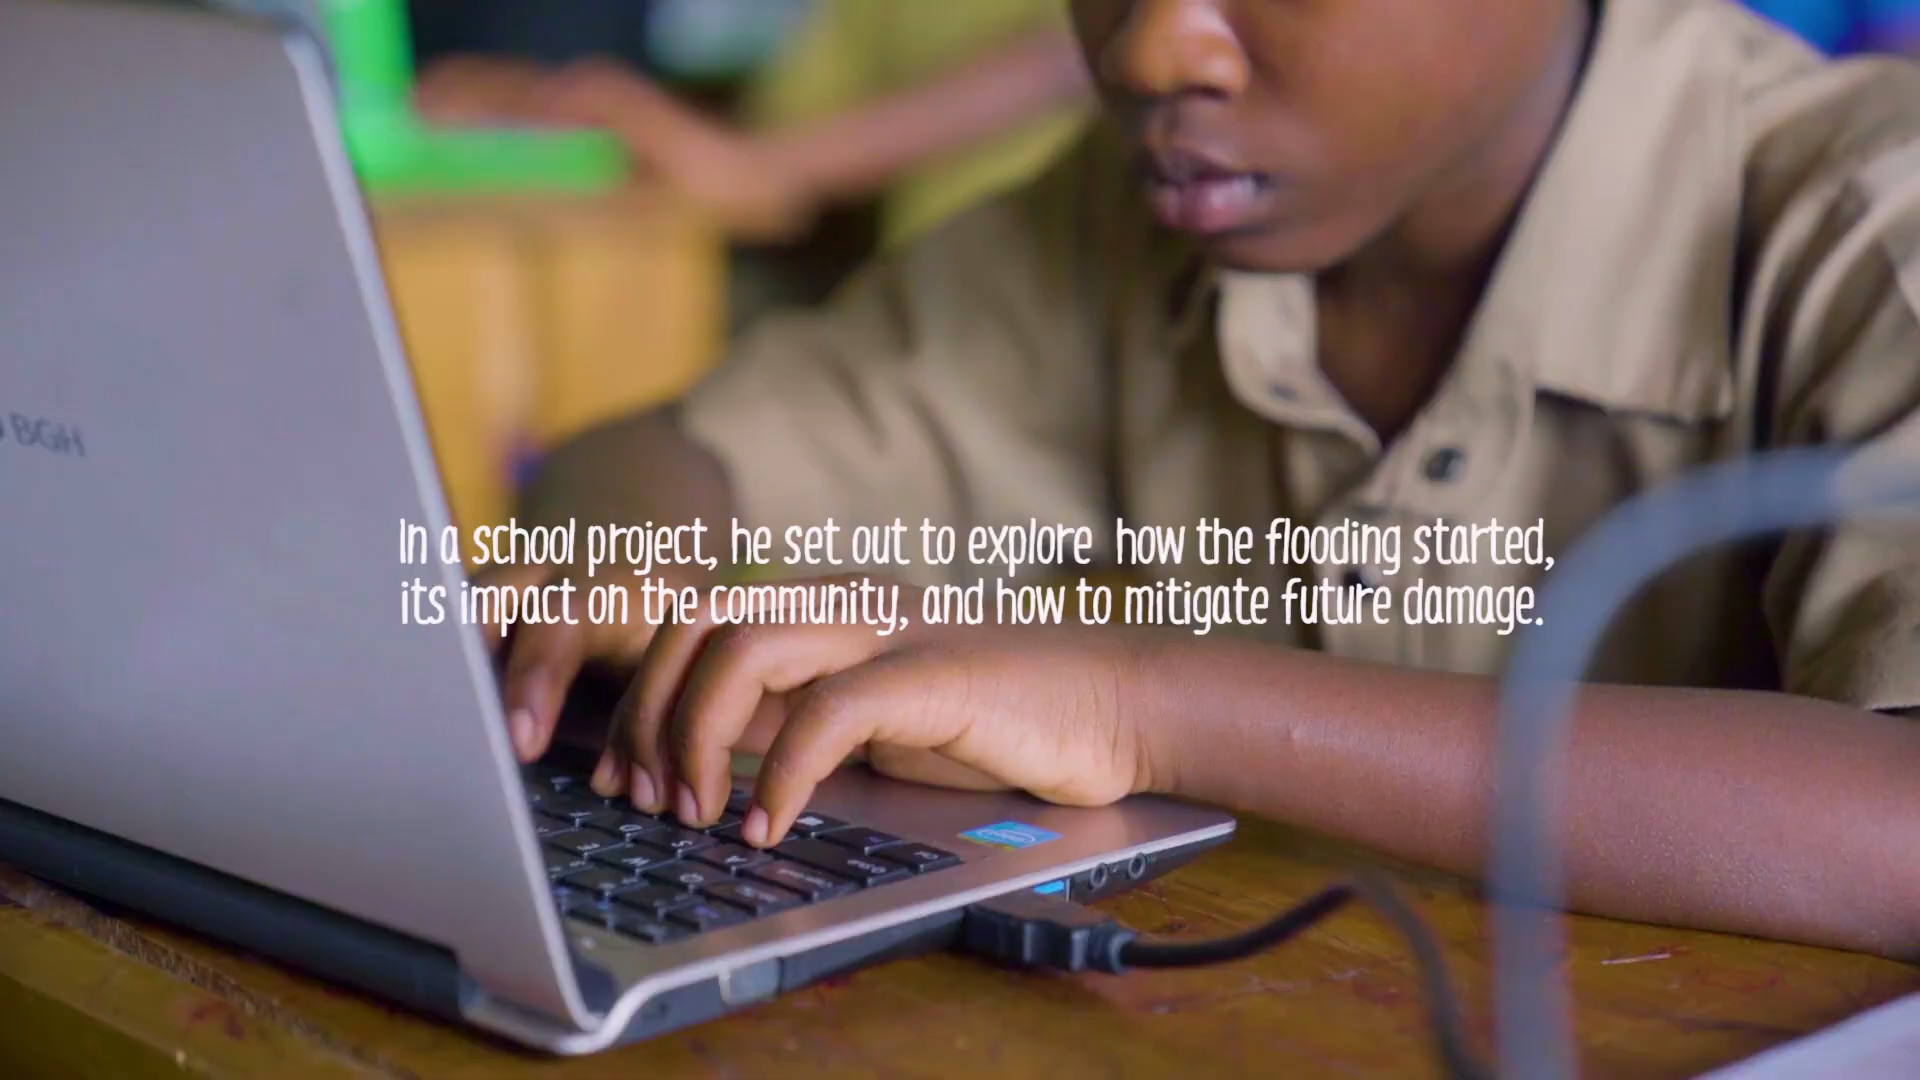 BGH
In a school project, he set out to explore  how the flooding started,
its impact on the community, and how to mitigate future damage.